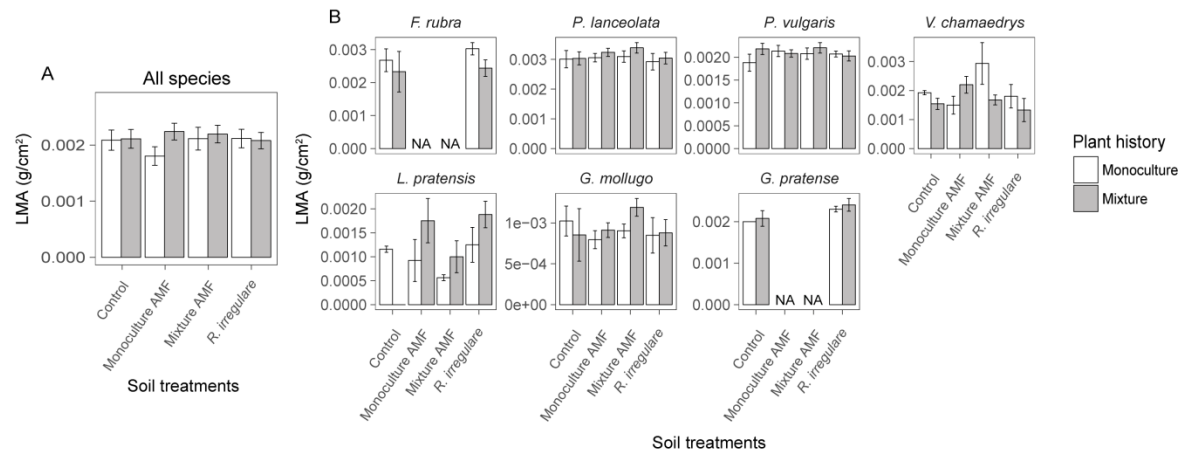 A
All species
LMA (g/cm²)
0.002
0.001
0.000
Control
Monoculture AMF
Mixture AMF
R. irregulare
Soil treatments
B
F. rubra
P. lanceolata
P. vulgaris
V. chamaedrys
LMA (g/cm²)
0.003
0.002
0.001
0.000
NA NA
0.003
0.002
0.001
0.000
0.0020
0.0015
0.0010
0.0005
0.0000
0.003
0.002
0.001
0.000
Control
Monoculture AMF
Mixture AMF
R. irregulare
L. pratensis
G. mollugo
G. pratense
0.0020
0.0015
0.0010
0.0005
0.0000
1e−03
5e−04
0e+00
0.002
0.001
0.000
NA NA
Control
Monoculture AMF
Mixture AMF
R. irregulare
Control
Monoculture AMF
Mixture AMF
R. irregulare
Control
Monoculture AMF
Mixture AMF
R. irregulare
Soil treatments
Plant history
Monoculture
Mixture